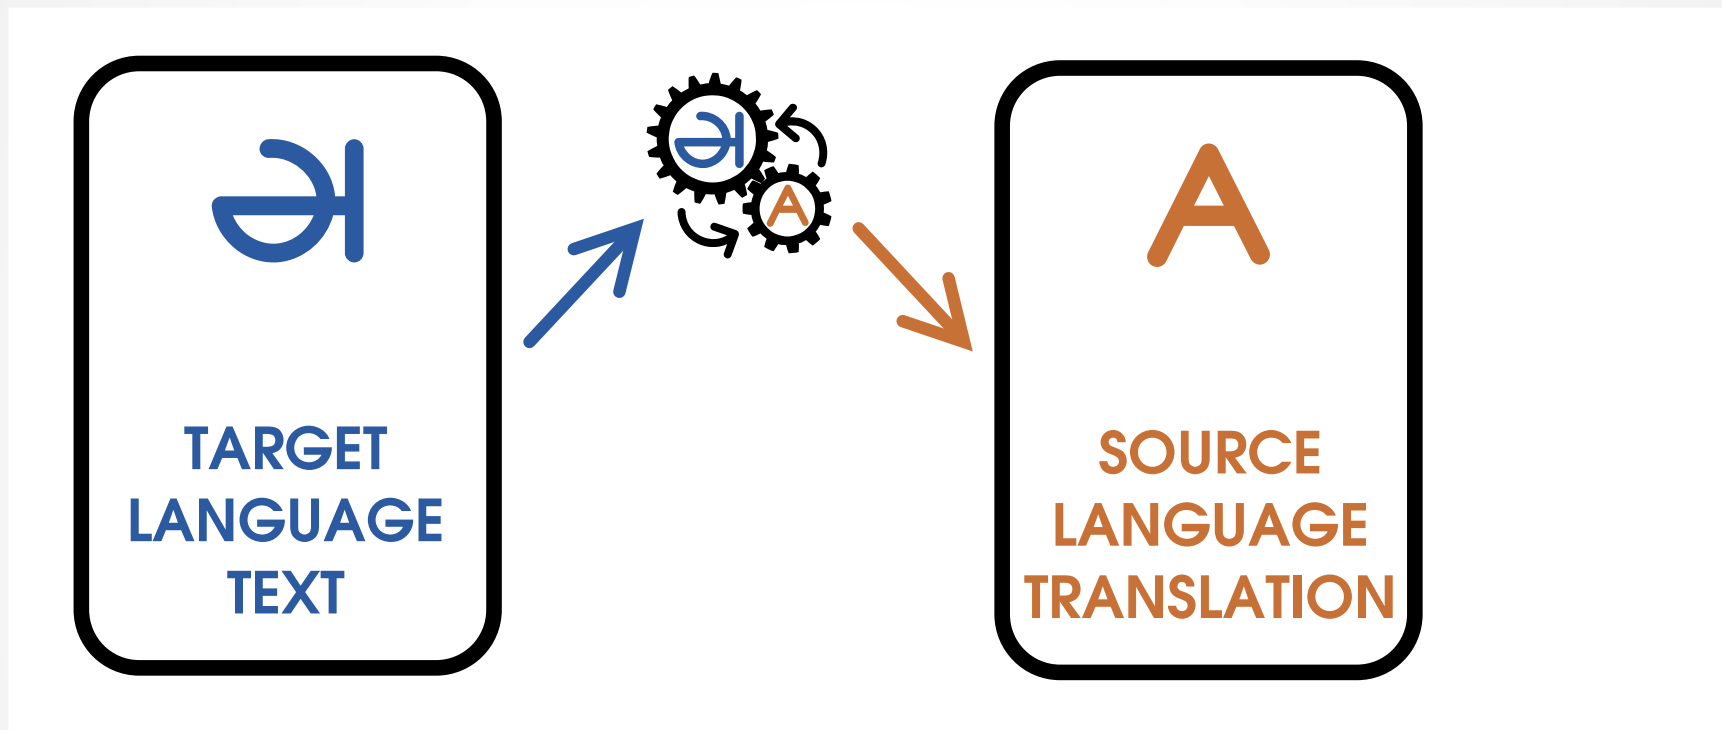 அ
TARGET
LANGUAGE
TEXT
அ
A
A
SOURCE
LANGUAGE
TRANSLATION